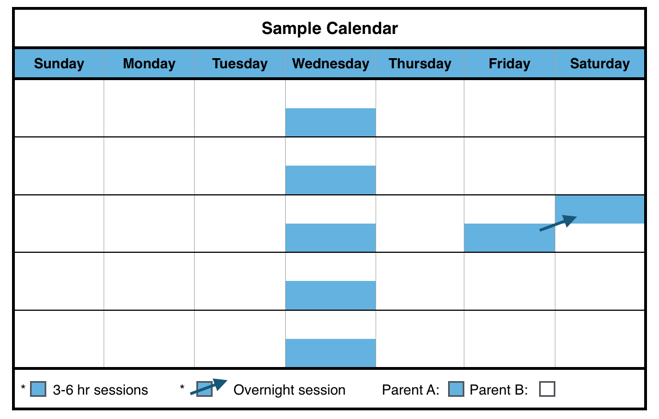 Sample Calendar
Sunday Monday Tuesday Wednesday Thursday Friday Saturday
* 3-6 hr sessions * Overnight session Parent A: Parent B: